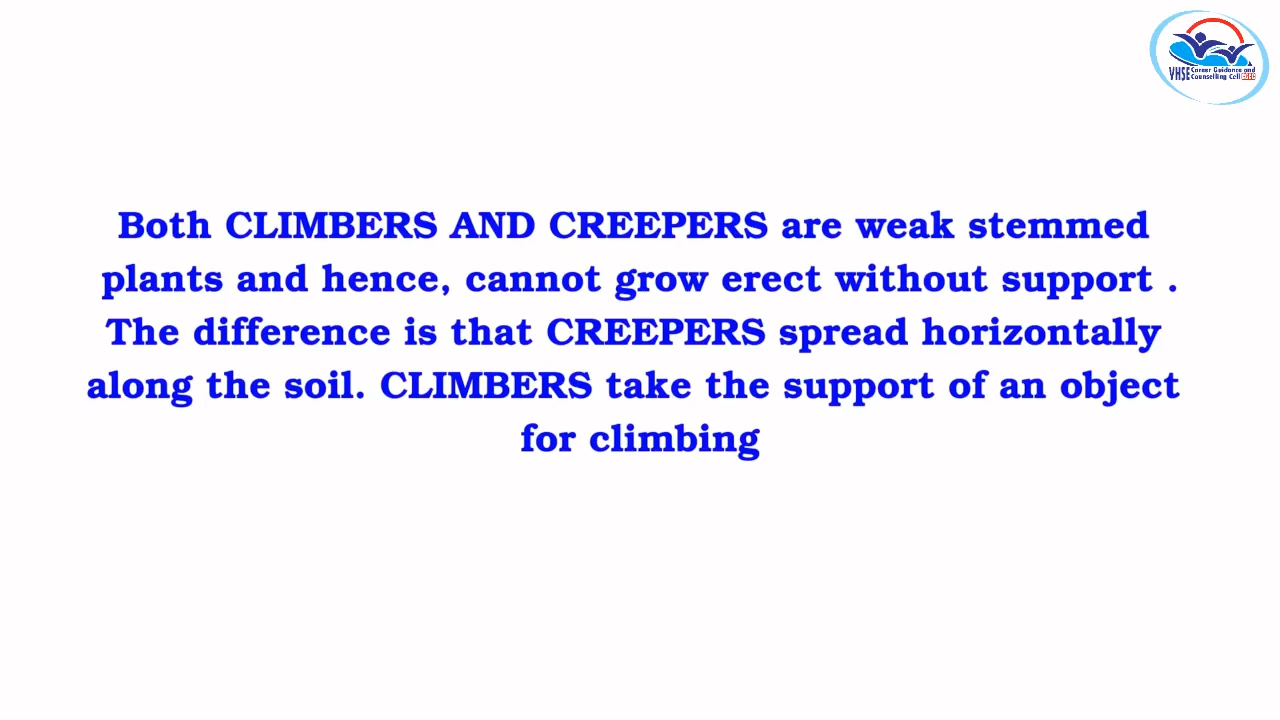 VHSE Career Guidance and
Counselling Cell CGCC
Both CLIMBERS AND CREEPERS are weak stemmed
plants and hence, cannot grow erect without support .
The difference is that CREEPERS spread horizontally
along the soil. CLIMBERS take the support of an object
for climbing